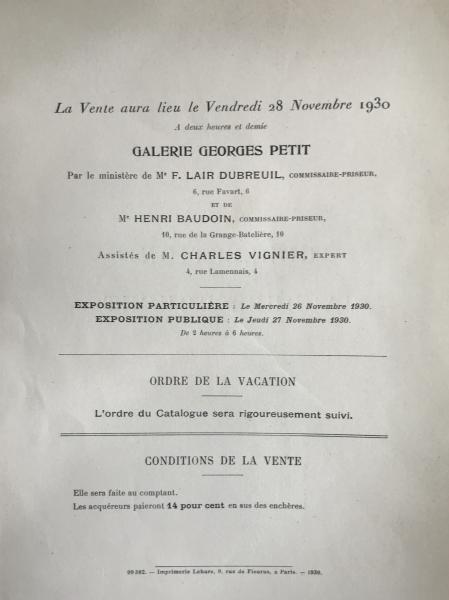 La Vente aura lieu le Vendredi 28 Novembre 1930
A deux heures et demie
GALERIE GEORGES PETIT
Par le ministère de Mᵉ F. LAIR DUBREUIL, COMMISSAIRE-PRISEUR,
6, rue Favart, 6
ET DE
Mᵉ HENRI BAUDOIN, COMMISSAIRE-PRISEUR,
10, rue de la Grange-Batelière, 10
Assistés de M. CHARLES VIGNIER, EXPERT
4, rue Lamennais, 4
EXPOSITION PARTICULIÈRE : Le Mercredi 26 Novembre 1930.
EXPOSITION PUBLIQUE : Le Jeudi 27 Novembre 1930.
De 2 heures à 6 heures.
ORDRE DE LA VACATION
L'ordre du Catalogue sera rigoureusement suivi.
CONDITIONS DE LA VENTE
Elle sera faite au comptant.
Les acquéreurs paieront 14 pour cent en sus des enchères.
99 382. — Imprimerie Lahure, 9, rue de Fleurus, a Paris. — 1930.